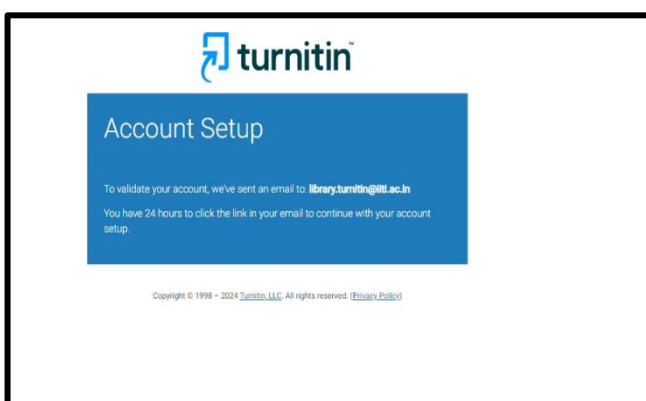 turnitin™
Account Setup
To validate your account, we've sent an email to: library.turnitin@iiti.ac.in
You have 24 hours to click the link in your email to continue with your account
setup.
Copyright © 1998 – 2024 Turnitin, LLC. All rights reserved. (Privacy Policy)